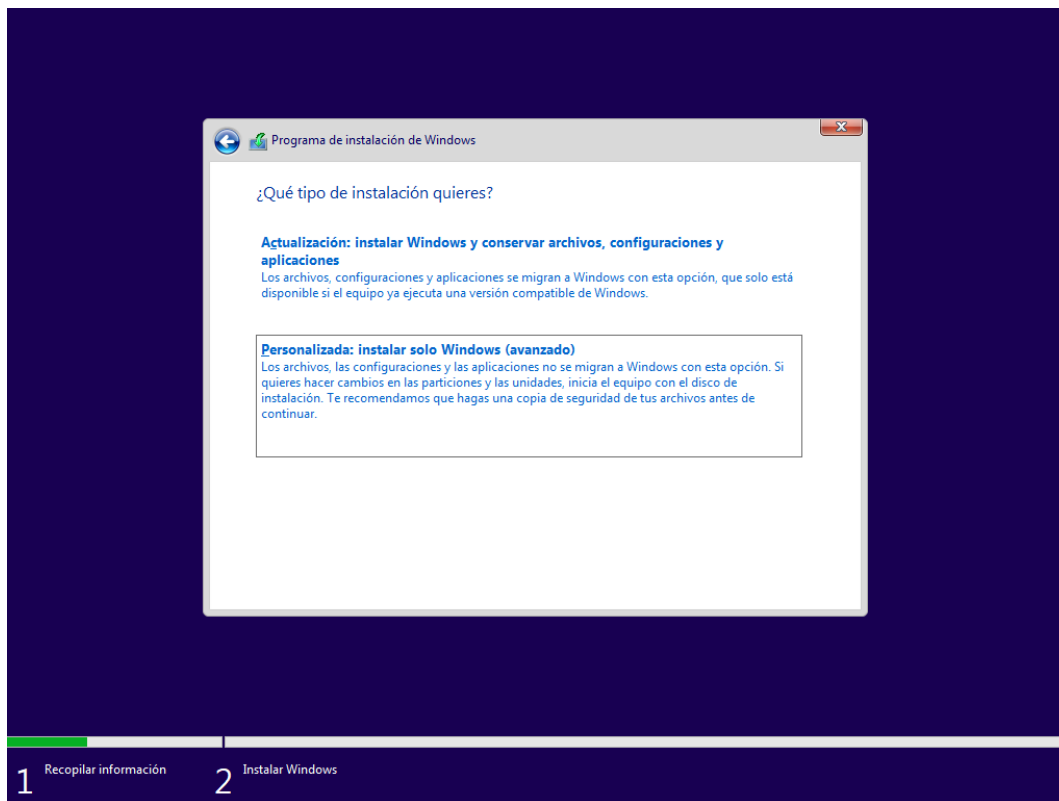 Programa de instalación de Windows
¿Qué tipo de instalación quieres?
Actualización: instalar Windows y conservar archivos, configuraciones y
aplicaciones
Los archivos, configuraciones y aplicaciones se migran a Windows con esta opción, que solo está
disponible si el equipo ya ejecuta una versión compatible de Windows.
Personalizada: instalar solo Windows (avanzado)
Los archivos, las configuraciones y las aplicaciones no se migran a Windows con esta opción. Si
quieres hacer cambios en las particiones y las unidades, inicia el equipo con el disco de
instalación. Te recomendamos que hagas una copia de seguridad de tus archivos antes de
continuar.
1 Recopilar información
2 Instalar Windows